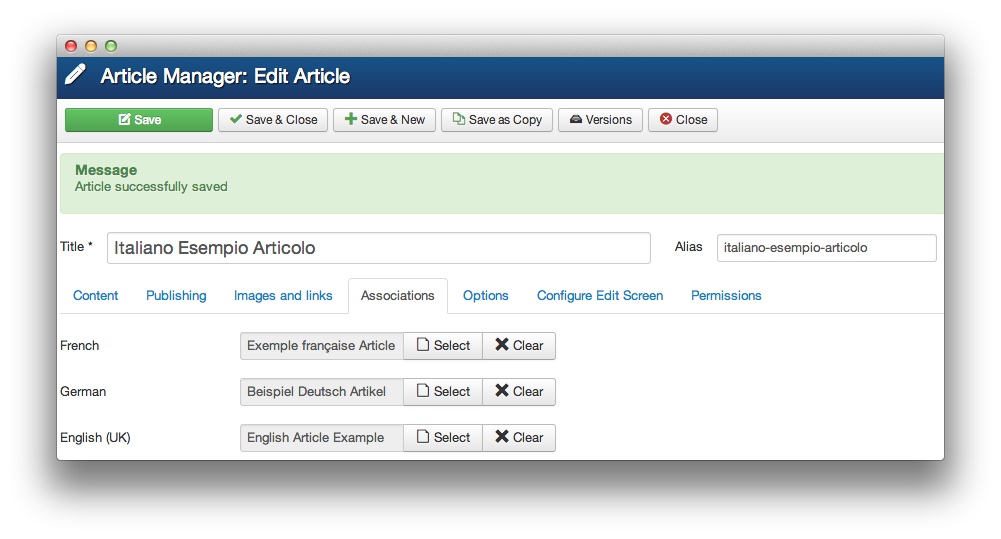 Article Manager: Edit Article
Save Save & Close Save & New Save as Copy Versions Close
Message
Article successfully saved
Title * Italiano Esempio Articolo Alias italiano-esempio-articolo
Content Publishing Images and links Associations Options Configure Edit Screen Permissions
French Exemple française Article Select Clear
German Beispiel Deutsch Artikel Select Clear
English (UK) English Article Example Select Clear